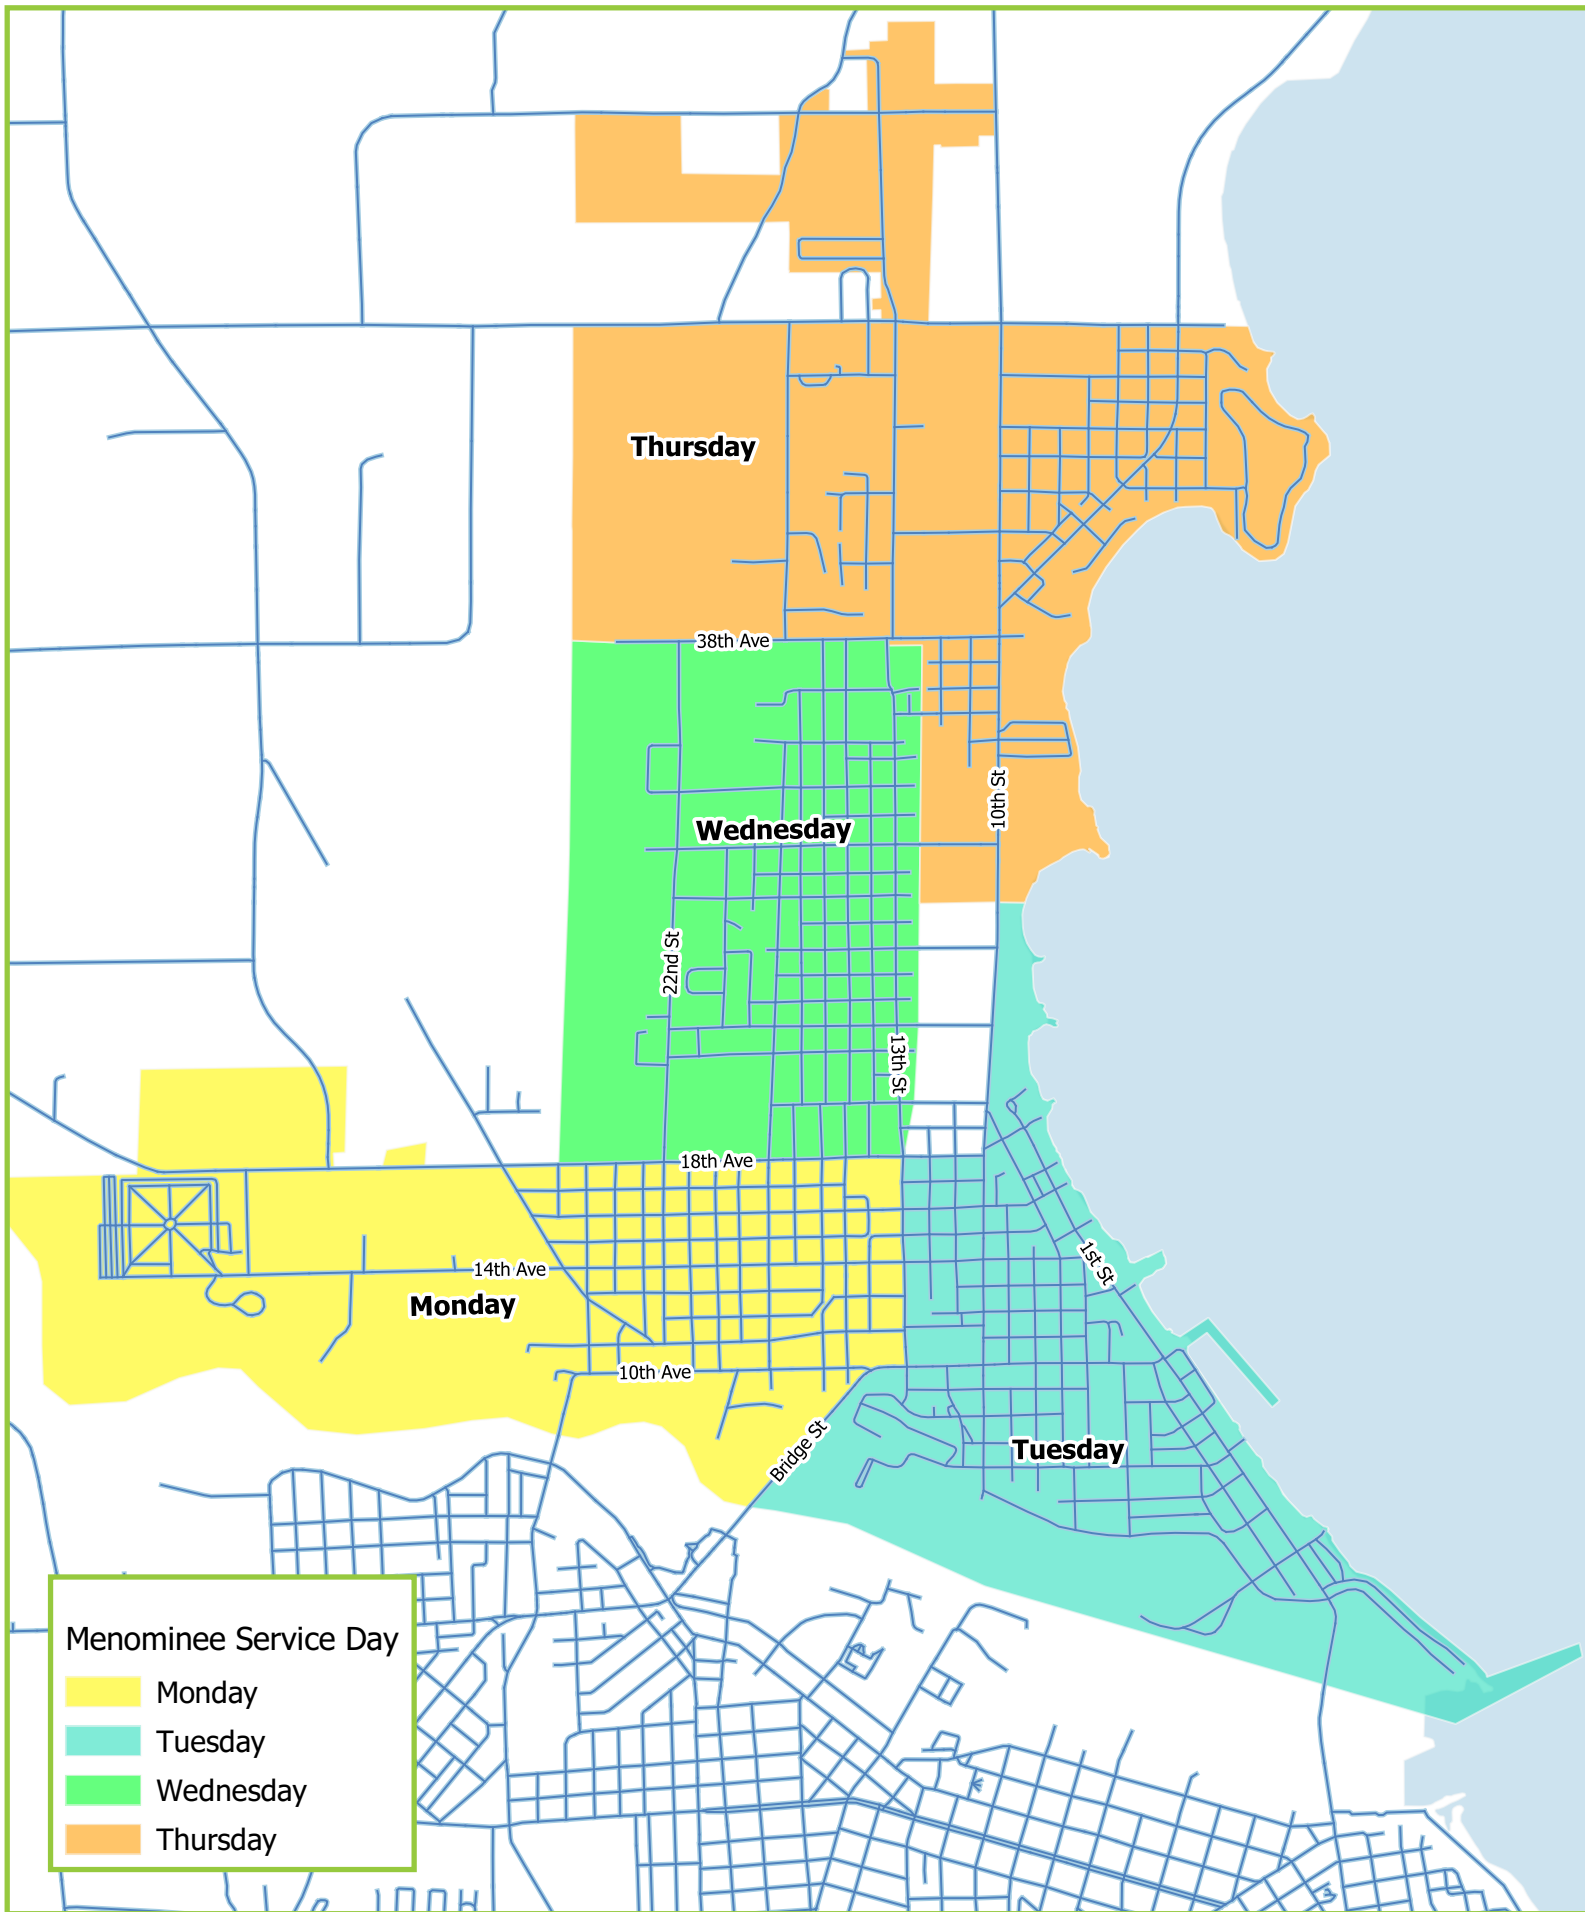 Thursday
38th Ave
10th St
Wednesday
22nd St
13th St
18th Ave
1st St
14th Ave
Monday
10th Ave
Bridge St
Tuesday
Menominee Service Day
Monday
Tuesday
Wednesday
Thursday